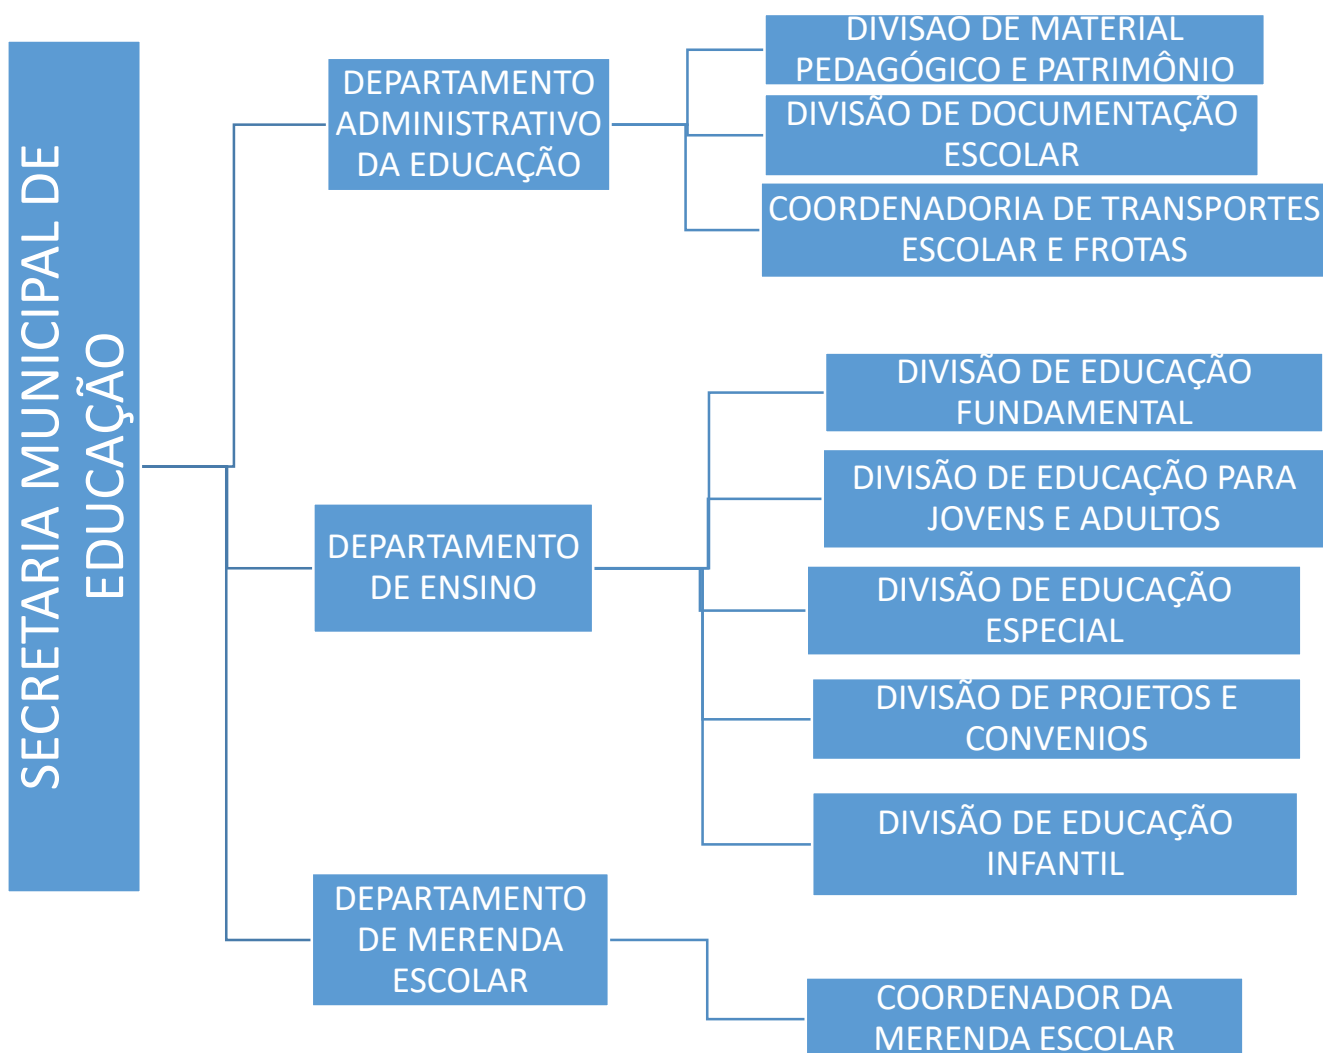 SECRETARIA MUNICIPAL DE
EDUCAÇÃO
DEPARTAMENTO
ADMINISTRATIVO
DA EDUCAÇÃO
DIVISÃO DE MATERIAL
PEDAGÓGICO E PATRIMÔNIO
DIVISÃO DE DOCUMENTAÇÃO
ESCOLAR
COORDENADORIA DE TRANSPORTES
ESCOLAR E FROTAS
DEPARTAMENTO
DE ENSINO
DIVISÃO DE EDUCAÇÃO
FUNDAMENTAL
DIVISÃO DE EDUCAÇÃO PARA
JOVENS E ADULTOS
DIVISÃO DE EDUCAÇÃO
ESPECIAL
DIVISÃO DE PROJETOS E
CONVENIOS
DIVISÃO DE EDUCAÇÃO
INFANTIL
DEPARTAMENTO
DE MERENDA
ESCOLAR
COORDENADOR DA
MERENDA ESCOLAR